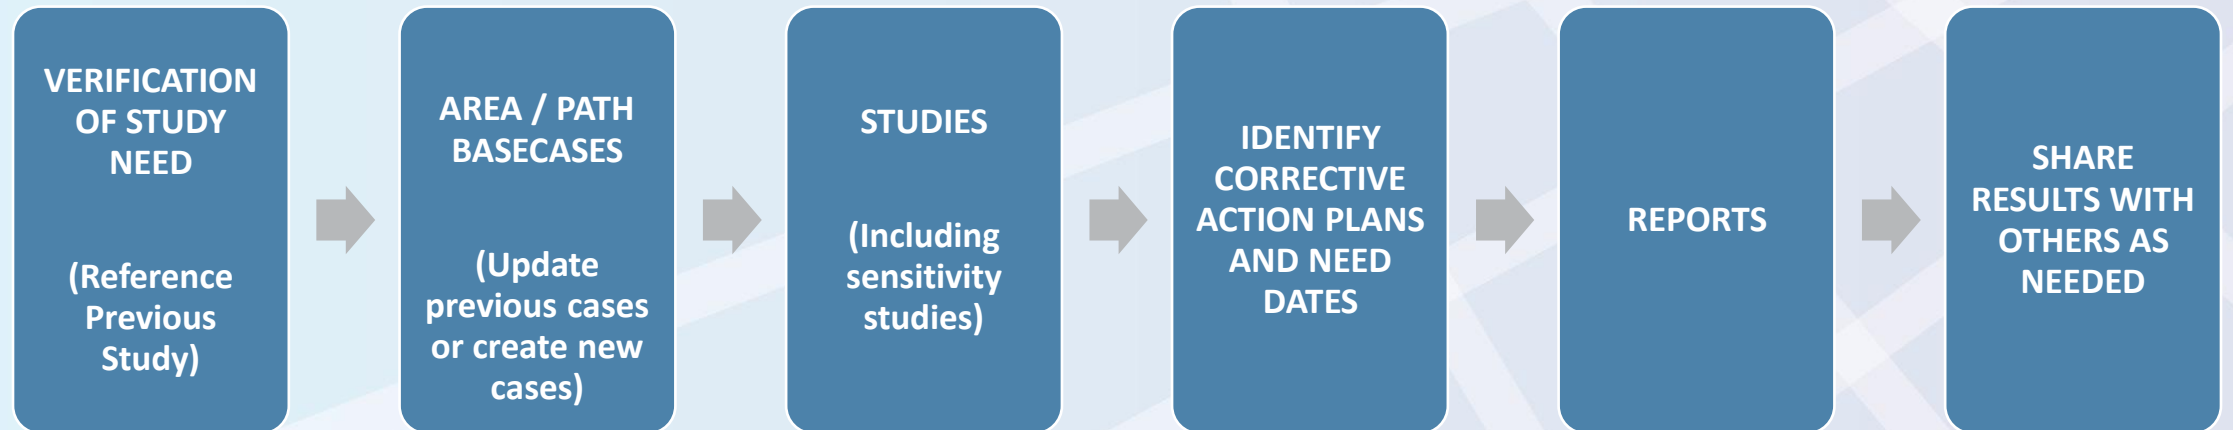 VERIFICATION
OF STUDY
NEED
(Reference
Previous
Study)
AREA / PATH
BASECASES
(Update
previous cases
or create new
cases)
STUDIES
(Including
sensitivity
studies)
IDENTIFY
CORRECTIVE
ACTION PLANS
AND NEED
DATES
REPORTS
SHARE
RESULTS WITH
OTHERS AS
NEEDED